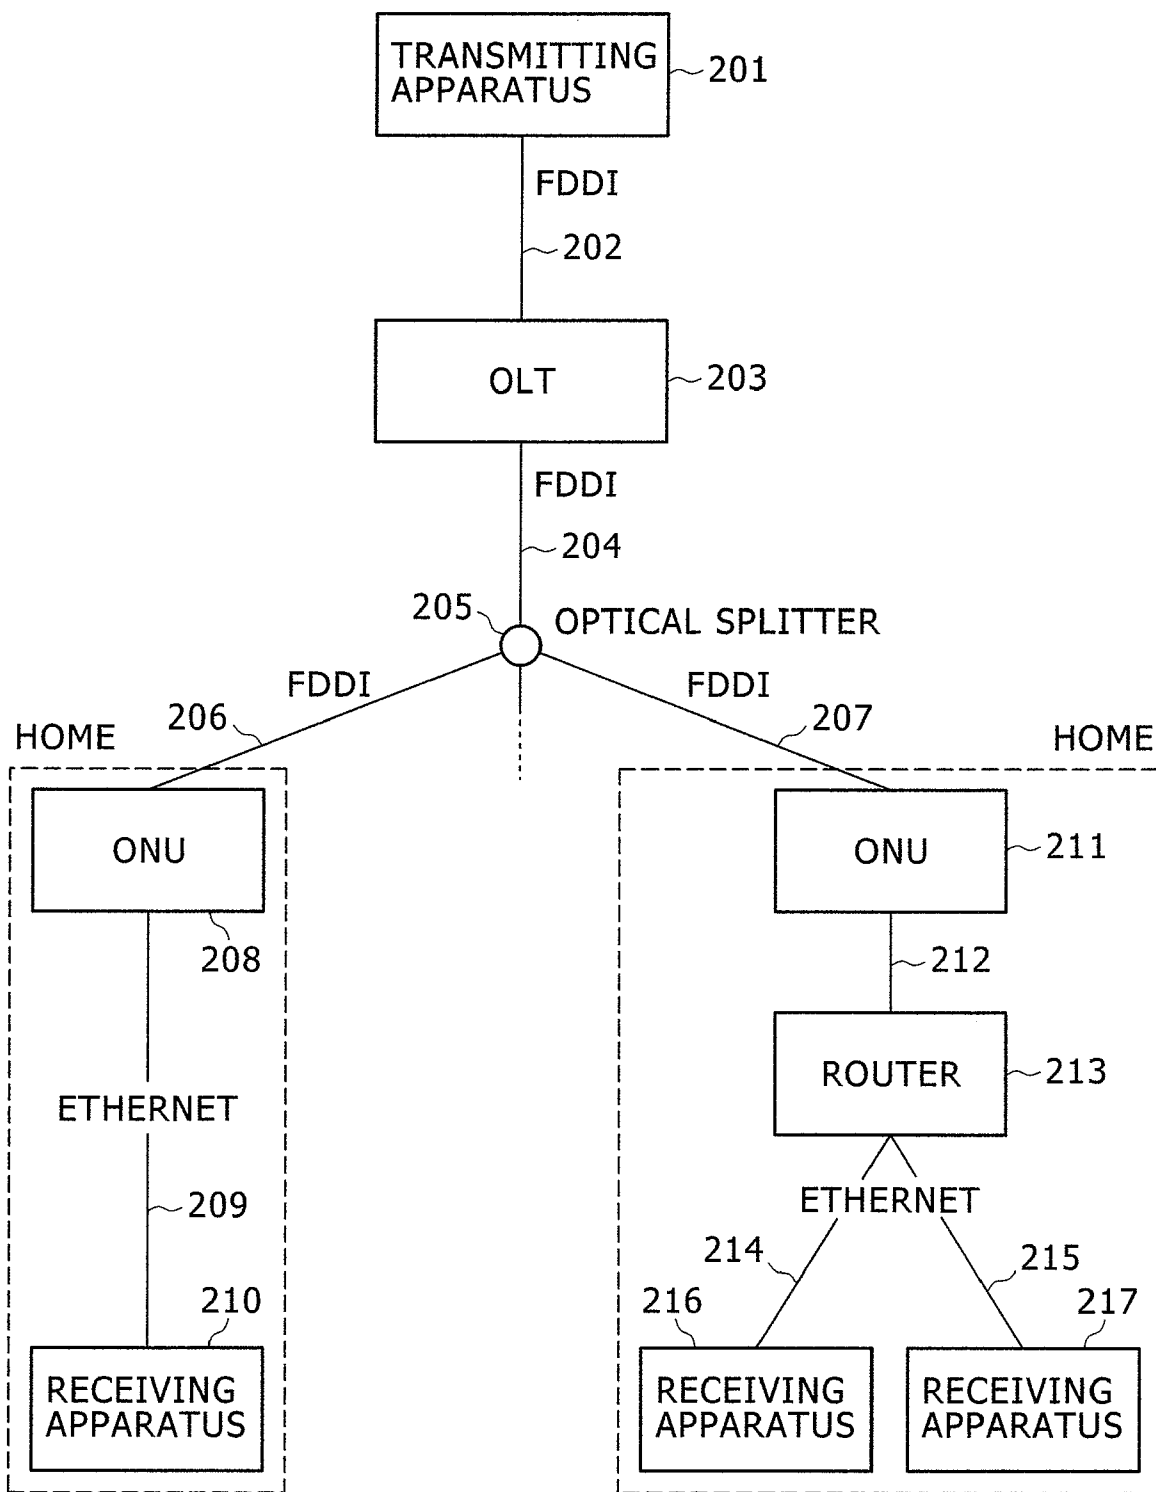 TRANSMITTING
APPARATUS
201
FDDI
202
OLT
203
FDDI
204
205
OPTICAL SPLITTER
FDDI
FDDI
206
207
HOME
HOME
ONU
208
ONU
211
212
ROUTER
213
ETHERNET
209
ETHERNET
214
215
210
216
217
RECEIVING
APPARATUS
RECEIVING
APPARATUS
RECEIVING
APPARATUS